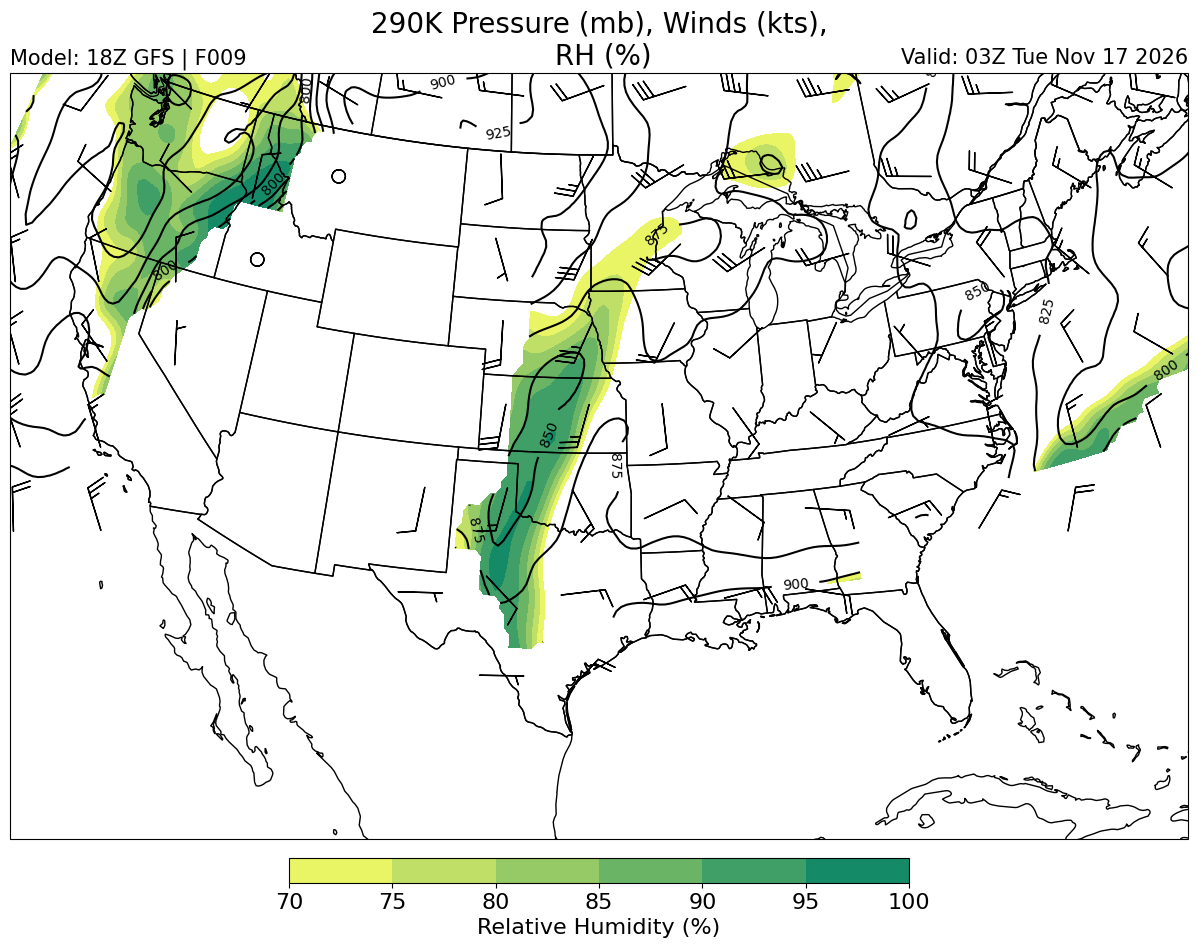 290K Pressure (mb), Winds (kts),
RH (%)
Model: 18Z GFS | F009
Valid: 03Z Tue Nov 17 2026
800
900
925
800
875
800
850
825
800
850
875
875
900
70 75 80 85 90 95 100
Relative Humidity (%)